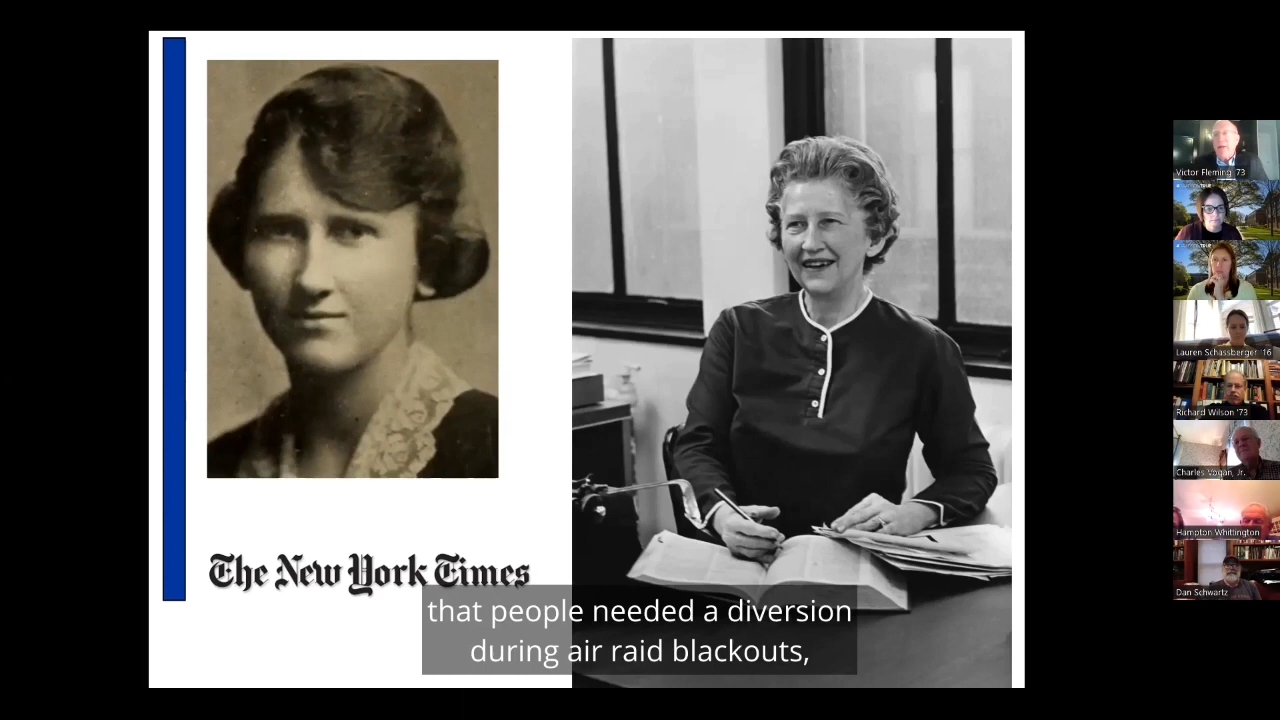 The New York Times
that people needed a diversion
during air raid blackouts,
Victor Fleming '73
Lauren Schassberger '16
Richard Wilson '73
Charles Vogan, Jr.
Hampton Whittington
Dan Schwartz